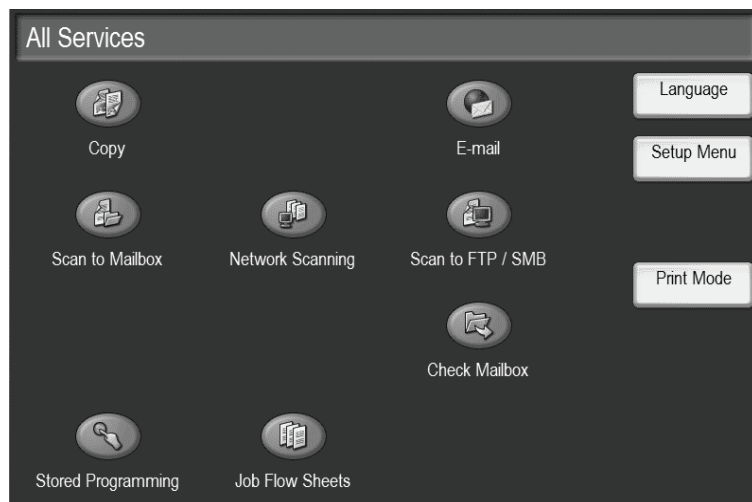 All Services
Copy
E-mail
Language
Setup Menu
Scan to Mailbox
Network Scanning
Scan to FTP / SMB
Print Mode
Check Mailbox
Stored Programming
Job Flow Sheets